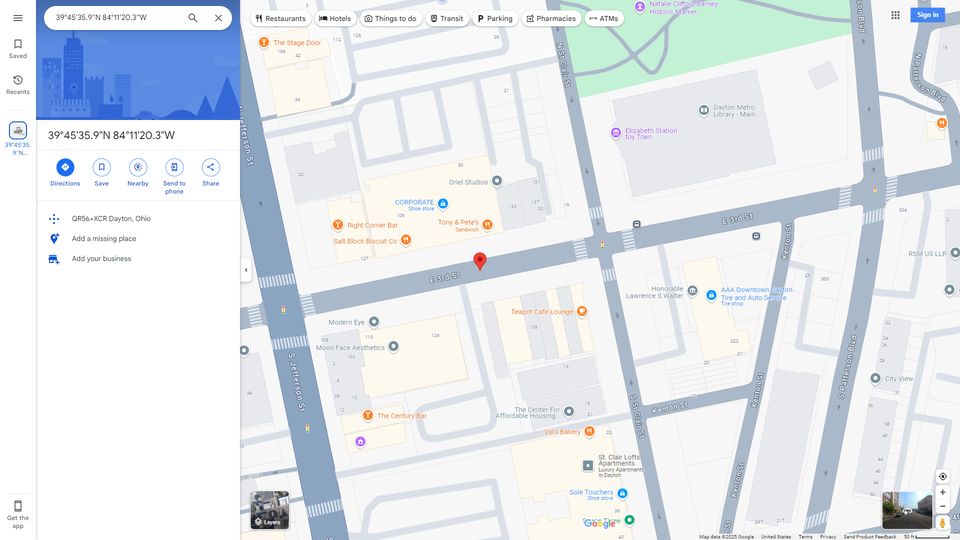 39°45'35.9"N 84°11'20.3"W
Restaurants
Hotels
Things to do
Transit
Parking
Pharmacies
ATMs
Sign in
Saved
Recents
39°45'35.
9"N...
39°45'35.9"N 84°11'20.3"W
Directions
Save
Nearby
Send to
phone
Share
QR56+XCR Dayton, Ohio
Add a missing place
Add your business
Get the
app
Natalie Clifford Barney
Historic Marker
The Stage Door
N St Clair St
N Patterson Blvd
Dayton Metro
Library - Main
Elizabeth Station
toy Train
S Jefferson St
Oriel Studios
CORPORATE
Shoe store
Right Corner Bar
Tony & Pete's
Sandwich
Salt Block Biscuit Co
E 3rd St
E 3rd St
Kenton St
RSM US LLP
Honorable
Lawrence S Walter
AAA Downtown Dayton
Tire and Auto Service
Tire shop
Teapot Cafe Lounge
Modern Eye
Moon Face Aesthetics
S Jefferson St
S Patterson Blvd
City View
The Century Bar
The Center For
Affordable Housing
Kenton St
Kenton St
S St Clair St
Val's Bakery
St. Clair Lofts
Apartments
Luxury Apartments
in Dayton
Kenton St
Sole Touchers
Shoe store
Google
Layers
Map data ©2025 Google
United States
Terms
Privacy
Send Product Feedback
50 ft